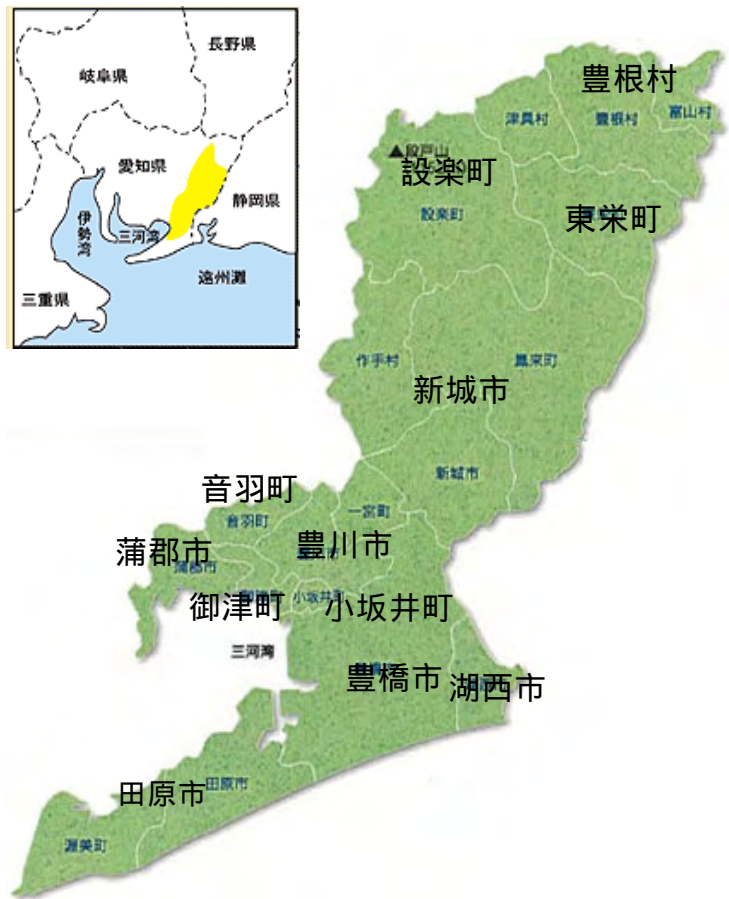 長野県
岐阜県
愛知県
静岡県
伊勢湾
三河湾
遠州灘
三重県
豊根村
津具村
豊根村
富山村
▲段戸山
設楽町
設楽町
東栄町
作手村
鳳来町
新城市
新城市
音羽町
音羽町
一宮町
豊川市
蒲郡市
蒲郡市
御津町
小坂井町
小坂井町
三河湾
豊橋市
湖西市
田原市
田原市
渥美町